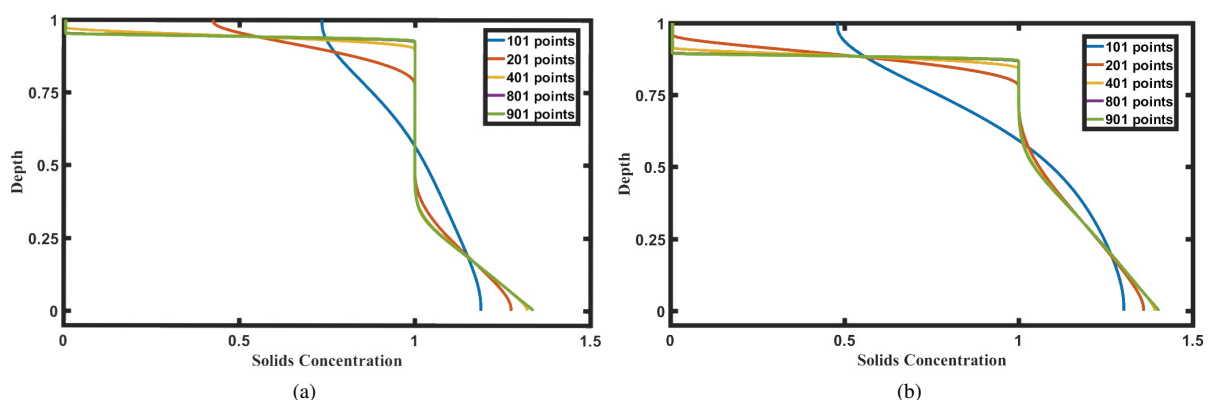 1
0.75
0.5
0.25
0
Depth
0
0.5
1
1.5
Solids Concentration
101 points
201 points
401 points
801 points
901 points
(a)
1
0.75
0.5
0.25
0
Depth
0
0.5
1
1.5
Solids Concentration
101 points
201 points
401 points
801 points
901 points
(b)